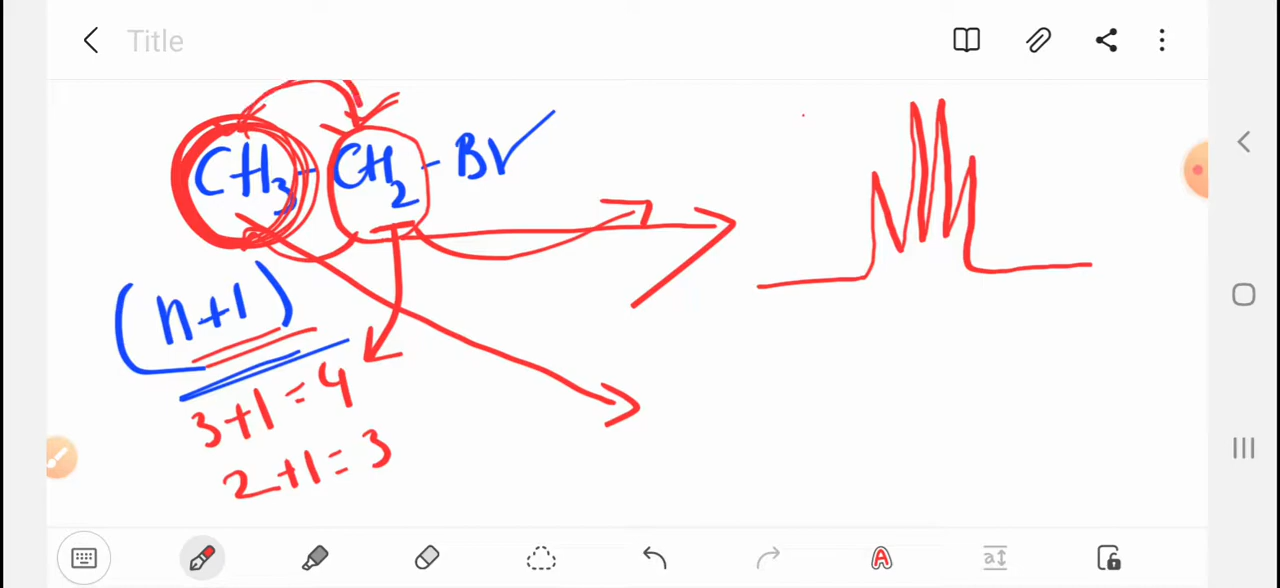 Title
CH3-CH2-Br
(n+1)
3+1=4
2+1=3